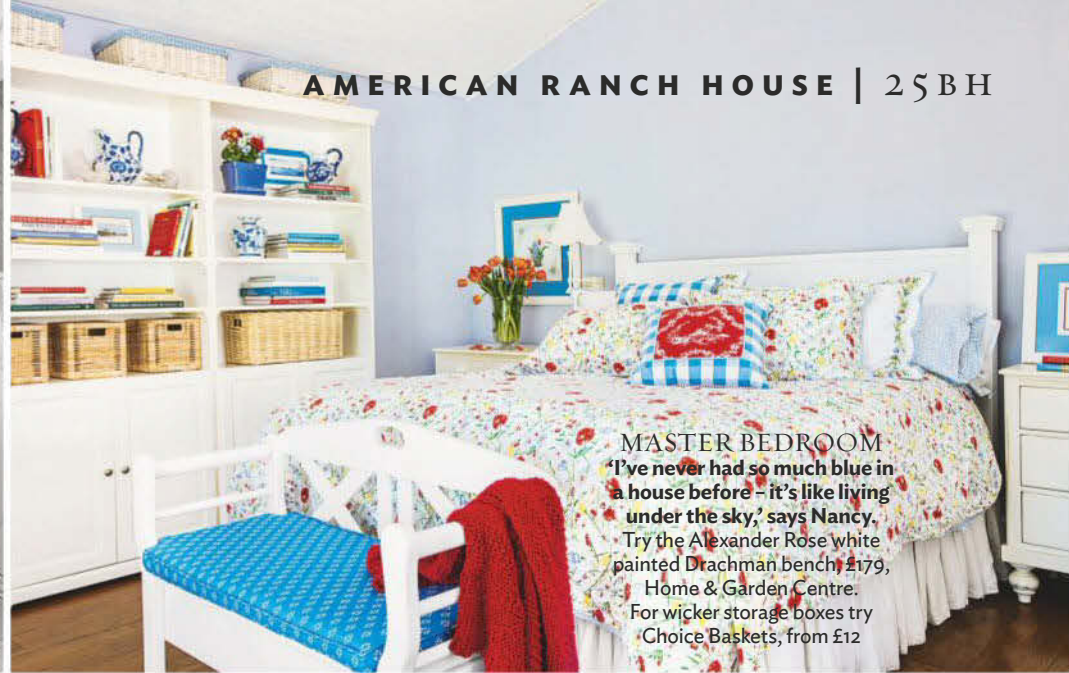 AMERICAN RANCH HOUSE | 25BH
MASTER BEDROOM
‘I’ve never had so much blue in
a house before – it’s like living
under the sky,’ says Nancy.
Try the Alexander Rose white
painted Drachman bench, £179,
Home & Garden Centre.
For wicker storage boxes try
Choice Baskets, from £12